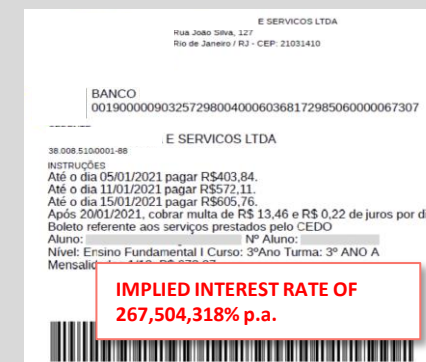 E SERVICOS LTDA
Rua João Silva, 127
Rio de Janeiro / RJ - CEP: 21031410
BANCO
00190000090325729800400060368172985060000067307
E SERVICOS LTDA
38.008.510/0001-88
INSTRUÇÕES
Até o dia 05/01/2021 pagar R$403,84.
Até o dia 11/01/2021 pagar R$572,11.
Até o dia 15/01/2021 pagar R$605,76.
Após 20/01/2021, cobrar multa de R$ 13,46 e R$ 0,22 de juros por di
Boleto referente aos serviços prestados pelo CEDO
Aluno: Nº Aluno:
Nível: Ensino Fundamental I Curso: 3ºAno Turma: 3º ANO A
IMPLIED INTEREST RATE OF
267,504,318% p.a.